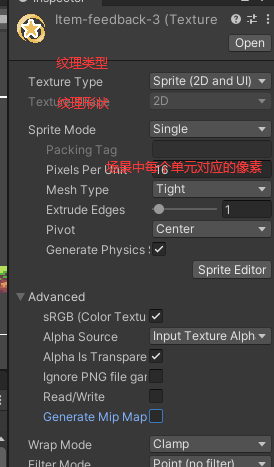 Inspector
Item-feedback-3 (Texture
Open
纹理类型
Texture Type Sprite (2D and UI)
纹理形状
2D
Sprite Mode Single
Packing Tag
场景中每个单元对应的像素
Pixels Per Unit 16
Mesh Type Tight
Extrude Edges 1
Pivot Center
Generate Physics S
Sprite Editor
Advanced
sRGB (Color Textu
Alpha Source Input Texture Alph
Alpha Is Transpare
Ignore PNG file gar
Read/Write
Generate Mip Map
Wrap Mode Clamp
Filter Mode Point (no filter)